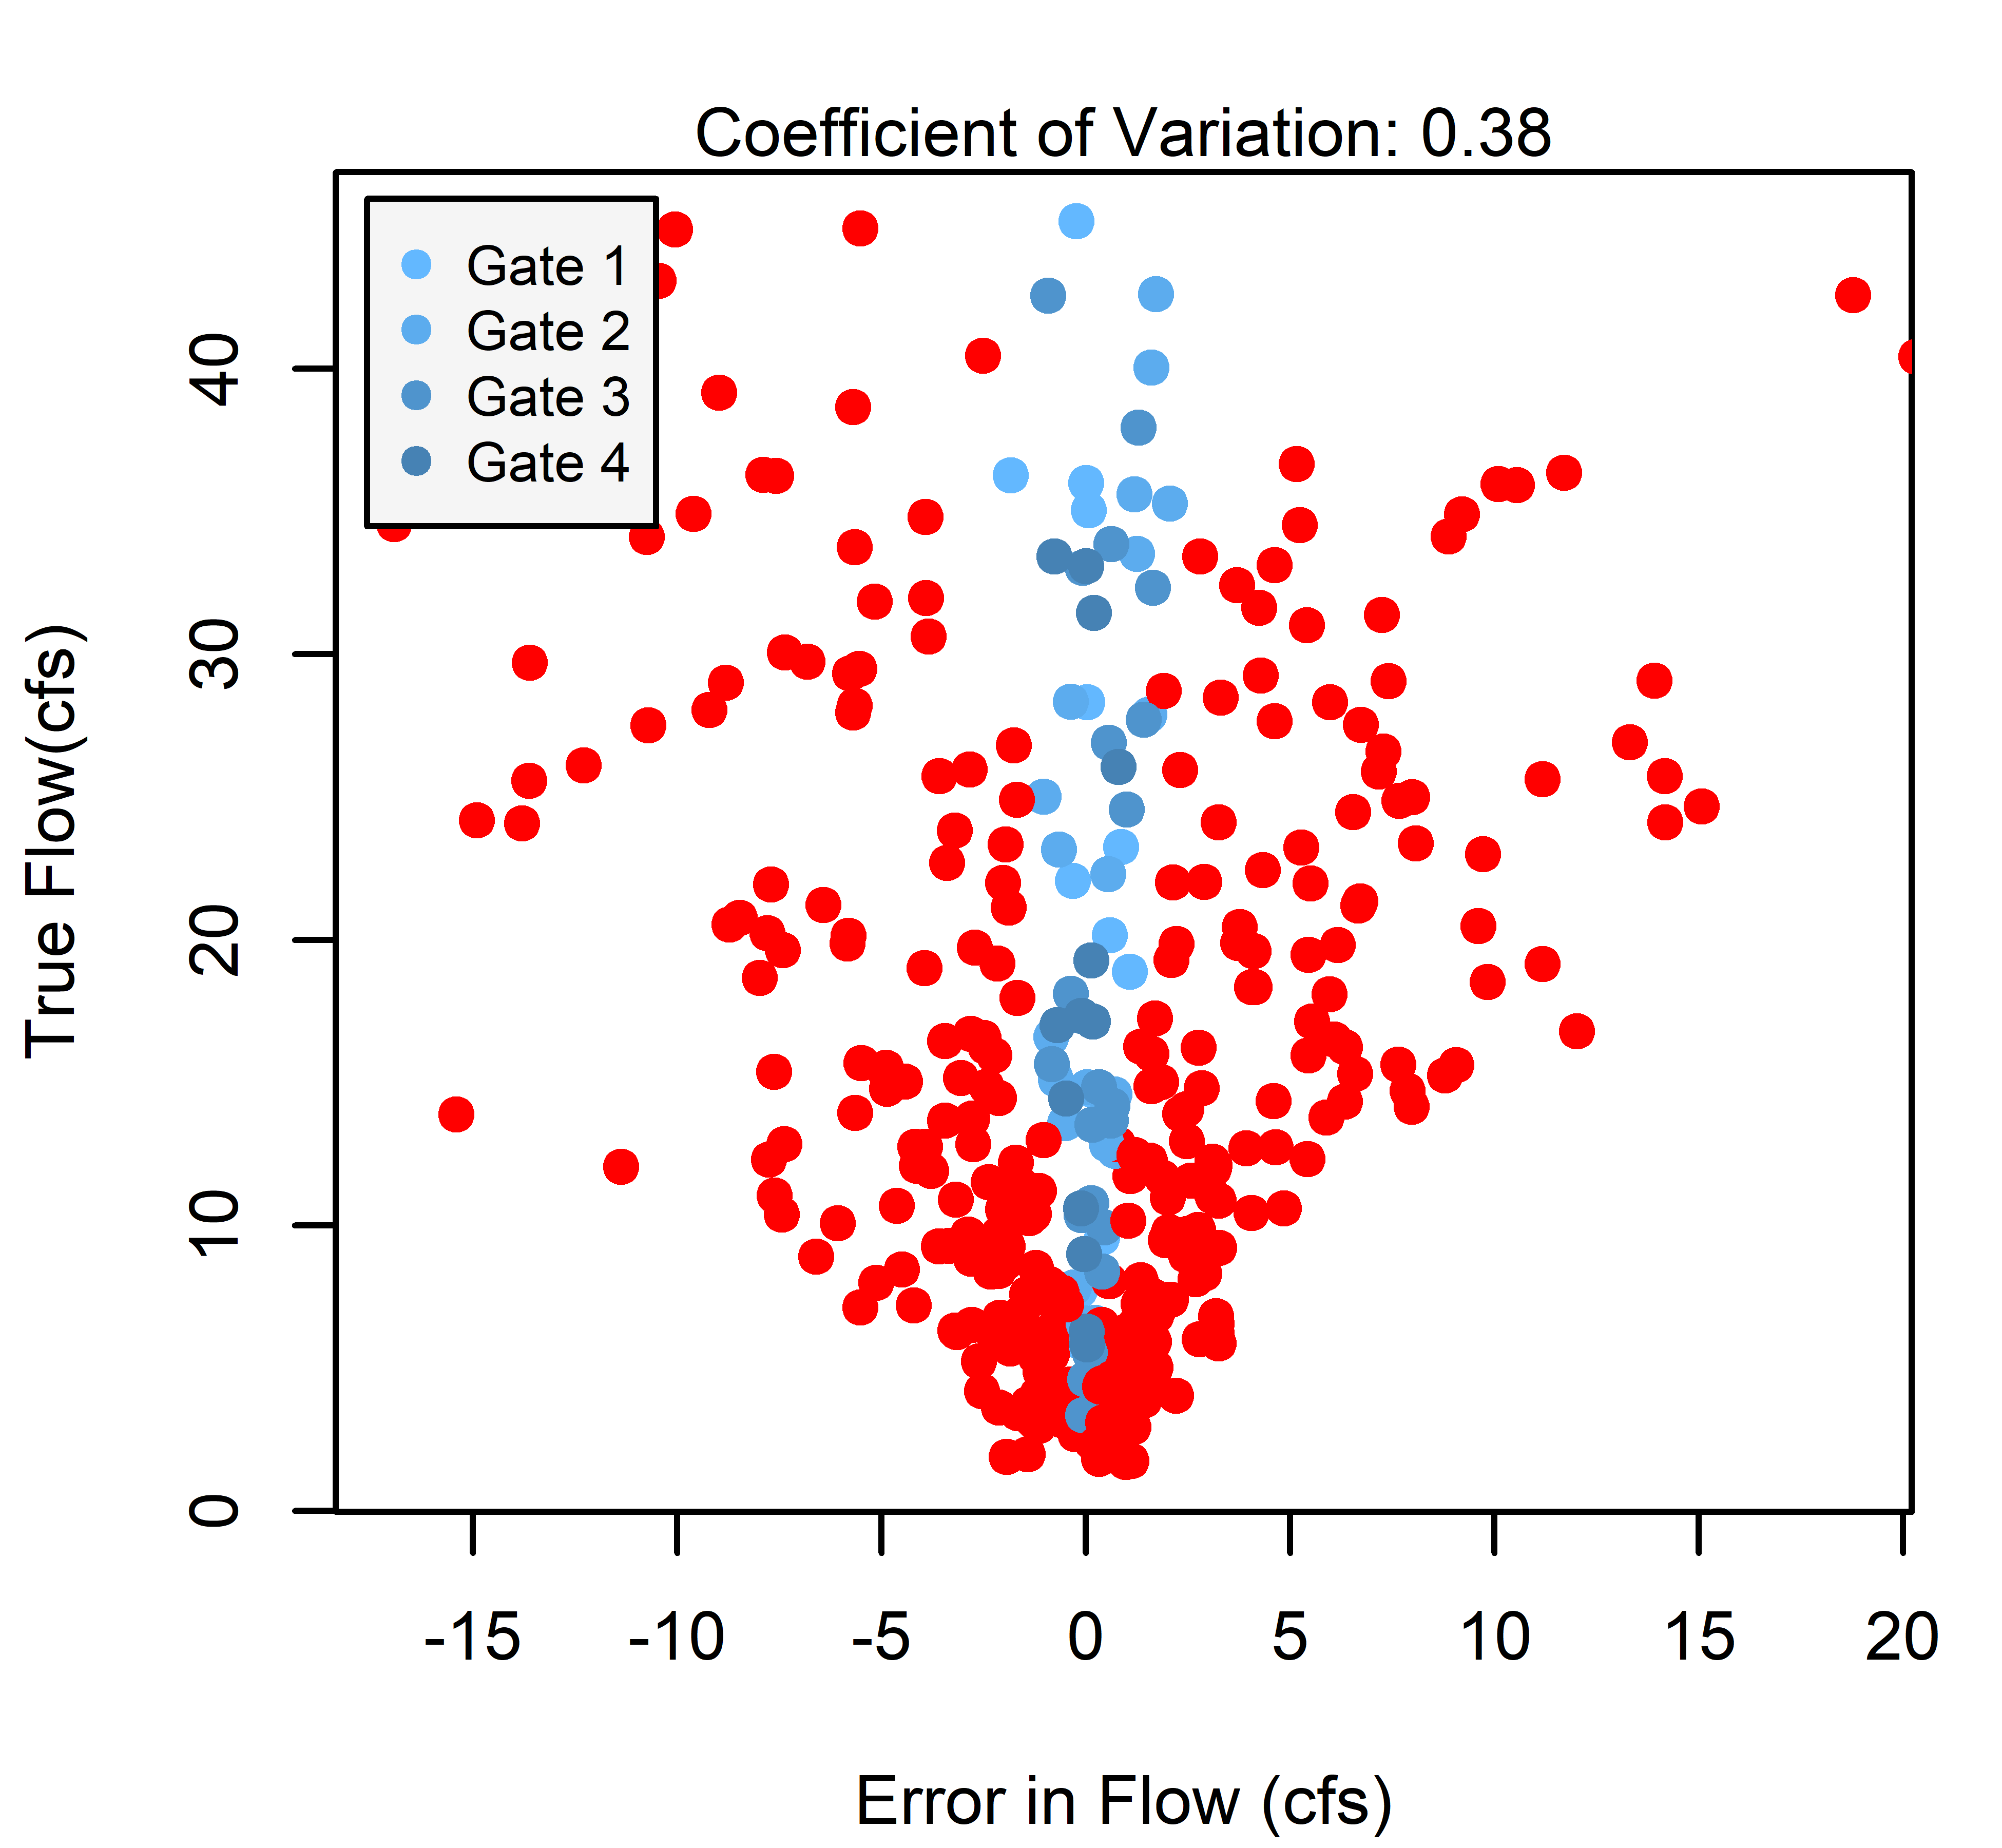 Coefficient of Variation: 0.38
Gate 1
Gate 2
Gate 3
Gate 4
True Flow(cfs)
40
30
20
10
0
-15 -10 -5 0 5 10 15 20
Error in Flow (cfs)